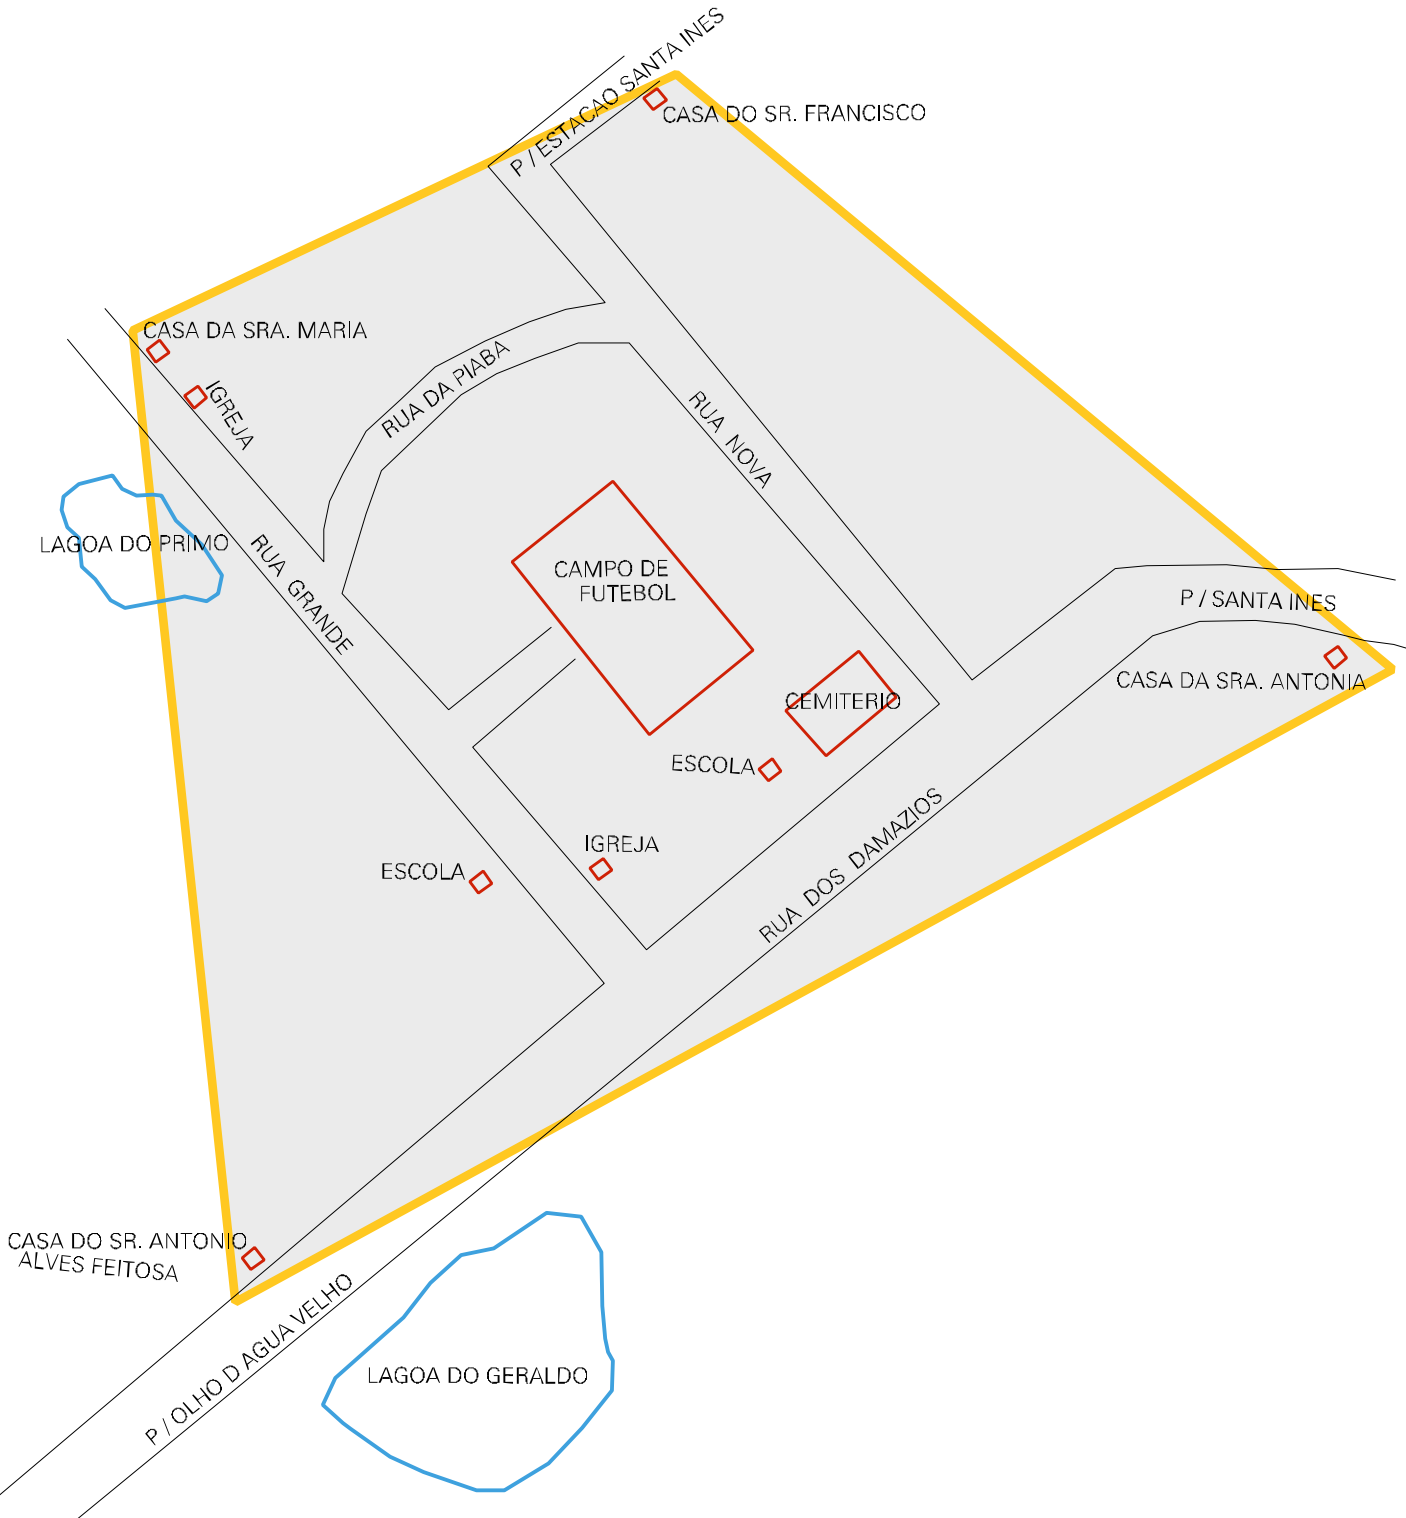 P / ESTACAO SANTA INES
CASA DO SR. FRANCISCO
CASA DA SRA. MARIA
IGREJA
RUA DA PIABA
RUA NOVA
LAGOA DO PRIMO
RUA GRANDE
CAMPO DE
FUTEBOL
P / SANTA INES
CASA DA SRA. ANTONIA
CEMITERIO
ESCOLA
IGREJA
ESCOLA
RUA DOS DAMAZIOS
CASA DO SR. ANTONIO
ALVES FEITOSA
P / OLHO D AGUA VELHO
LAGOA DO GERALDO